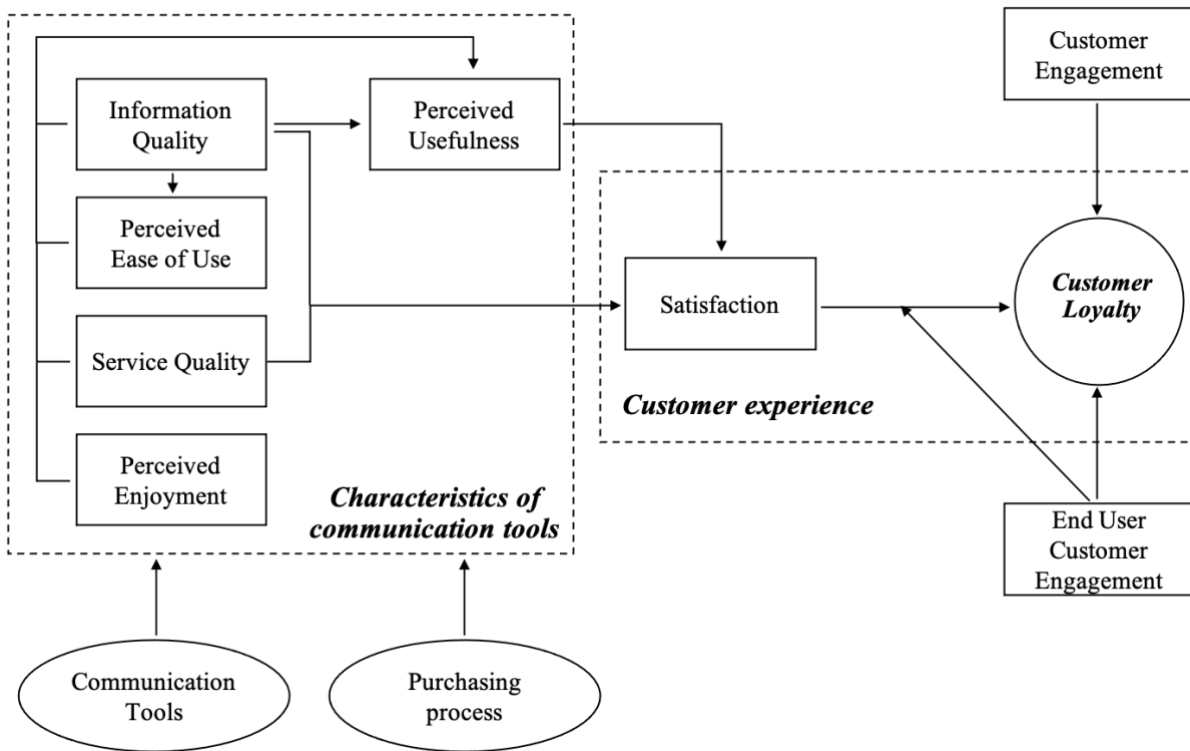 Customer
Engagement
Information
Quality
Perceived
Usefulness
Perceived
Ease of Use
Satisfaction
Customer
Loyalty
Service Quality
Customer experience
Perceived
Enjoyment
Characteristics of
communication tools
End User
Customer
Engagement
Communication
Tools
Purchasing
process